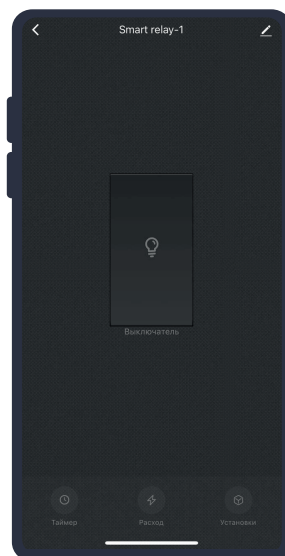 Smart relay-1
Выключатель
Таймер
Расход
Установки